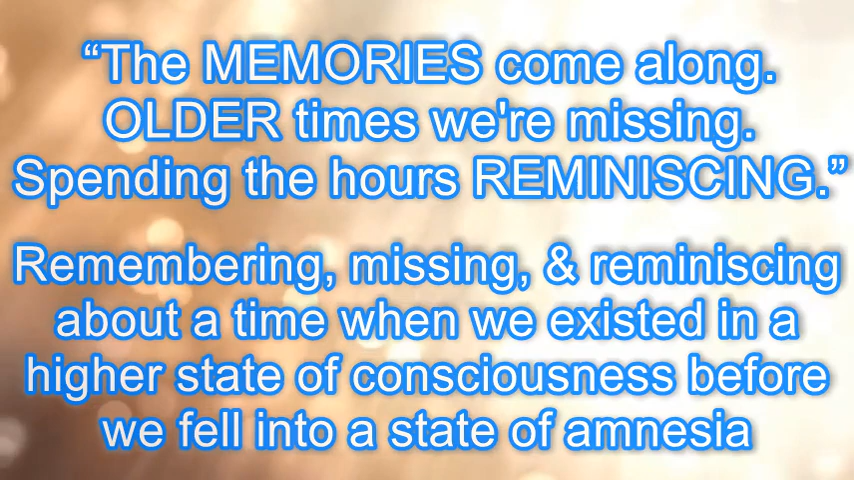 “The MEMORIES come along.
OLDER times we're missing.
Spending the hours REMINISCING.”
Remembering, missing, & reminiscing
about a time when we existed in a
higher state of consciousness before
we fell into a state of amnesia